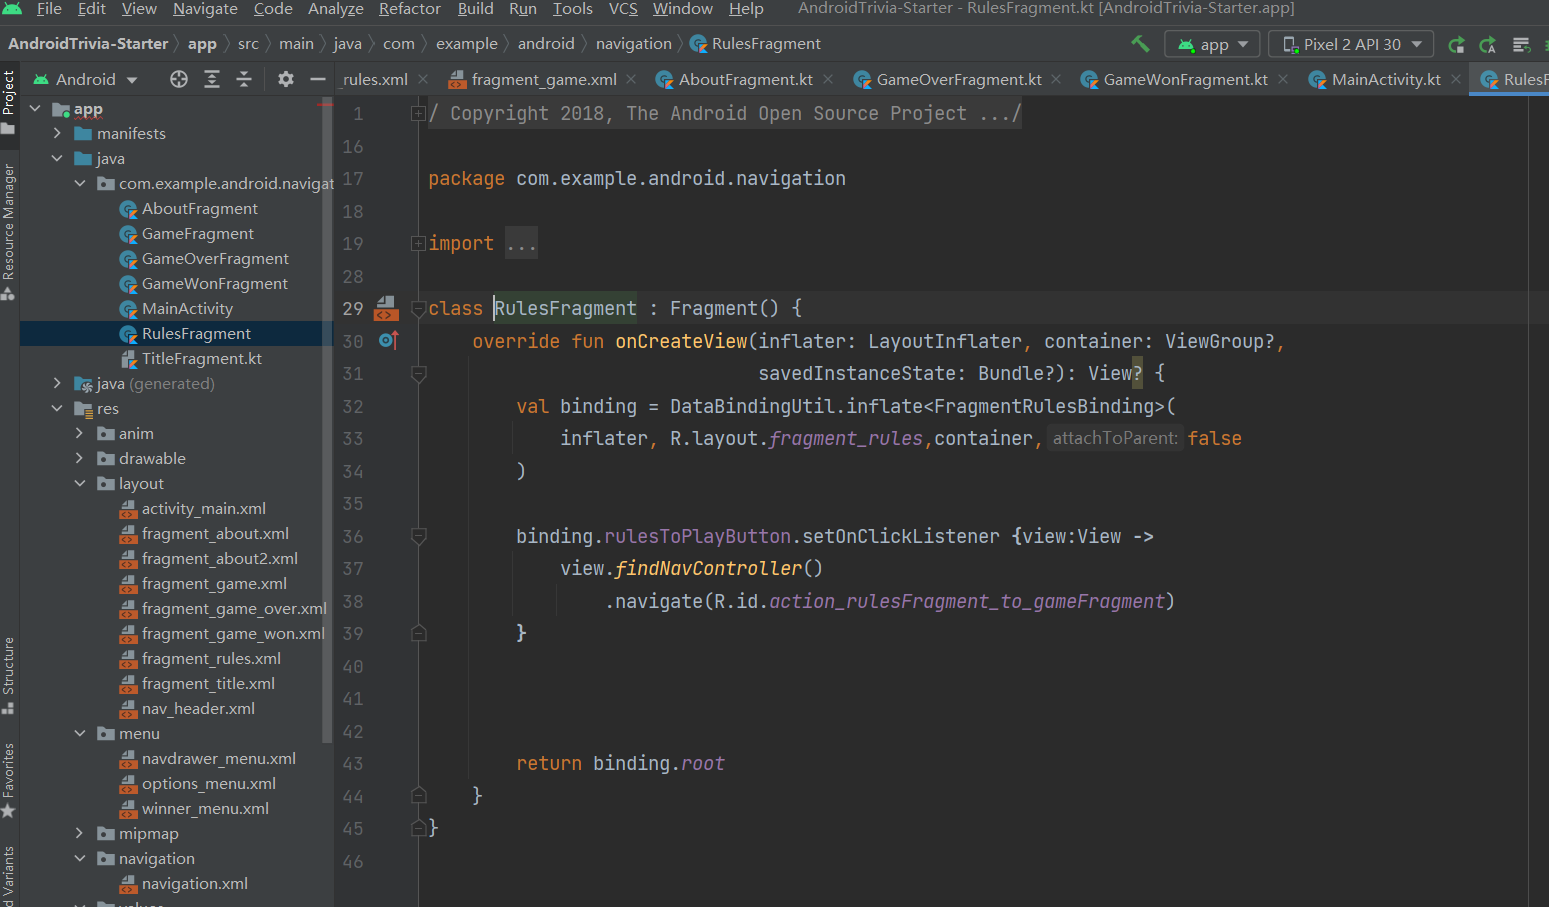 File Edit View Navigate Code Analyze Refactor Build Run Tools VCS Window Help AndroidTrivia-Starter - RulesFragment.kt [AndroidTrivia-Starter.app]
AndroidTrivia-Starter app src main java com example android navigation RulesFragment app Pixel 2 API 30
Android _rules.xml fragment_game.xml AboutFragment.kt GameOverFragment.kt GameWonFragment.kt MainActivity.kt RulesF
Project
Resource Manager
Structure
Favorites
d Variants
app
manifests
java
com.example.android.navigat
AboutFragment
GameFragment
GameOverFragment
GameWonFragment
MainActivity
RulesFragment
TitleFragment.kt
java (generated)
res
anim
drawable
layout
activity_main.xml
fragment_about.xml
fragment_about2.xml
fragment_game.xml
fragment_game_over.xml
fragment_game_won.xml
fragment_rules.xml
fragment_title.xml
nav_header.xml
menu
navdrawer_menu.xml
options_menu.xml
winner_menu.xml
mipmap
navigation
navigation.xml
1 / Copyright 2018, The Android Open Source Project .../
16
17 package com.example.android.navigation
18
19 import ...
28
29 class RulesFragment : Fragment() {
30 override fun onCreateView(inflater: LayoutInflater, container: ViewGroup?,
31 savedInstanceState: Bundle?): View? {
32 val binding = DataBindingUtil.inflate<FragmentRulesBinding>(
33 inflater, R.layout.fragment_rules,container, attachToParent: false
34 )
35
36 binding.rulesToPlayButton.setOnClickListener {view:View ->
37 view.findNavController()
38 .navigate(R.id.action_rulesFragment_to_gameFragment)
39 }
40
41
42
43 return binding.root
44 }
45 }
46